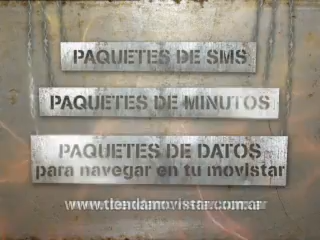 PAQUETES DE SMS
PAQUETES DE MINUTOS
PAQUETES DE DATOS
para navegar en tu movistar
www.tiendamovistar.com.ar